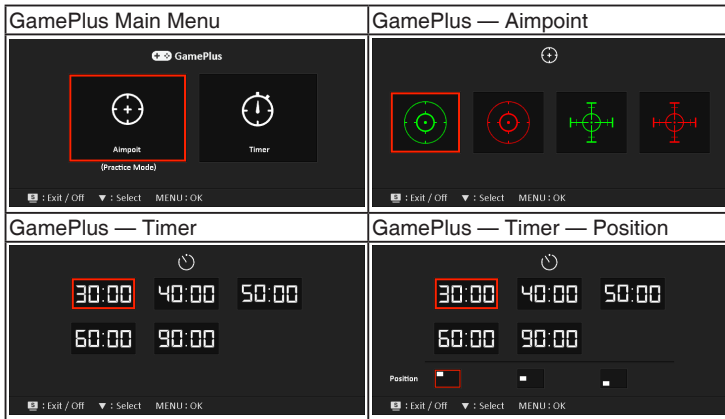 GamePlus Main Menu
GamePlus — Aimpoint
GamePlus
Aimpoit
Timer
(Practice Mode)
S : Exit / Off ▼ : Select MENU : OK
S : Exit / Off ▼ : Select MENU : OK
GamePlus — Timer
GamePlus — Timer — Position
30:00 40:00 50:00
60:00 90:00
S : Exit / Off ▼ : Select MENU : OK
30:00 40:00 50:00
60:00 90:00
Position
S : Exit / Off ▼ : Select MENU : OK